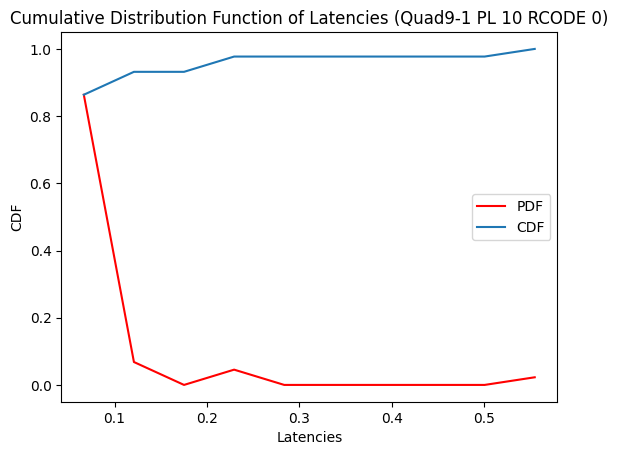 Cumulative Distribution Function of Latencies (Quad9-1 PL 10 RCODE 0)
1.0
0.8
0.6
0.4
0.2
0.0
CDF
PDF
CDF
0.1 0.2 0.3 0.4 0.5
Latencies